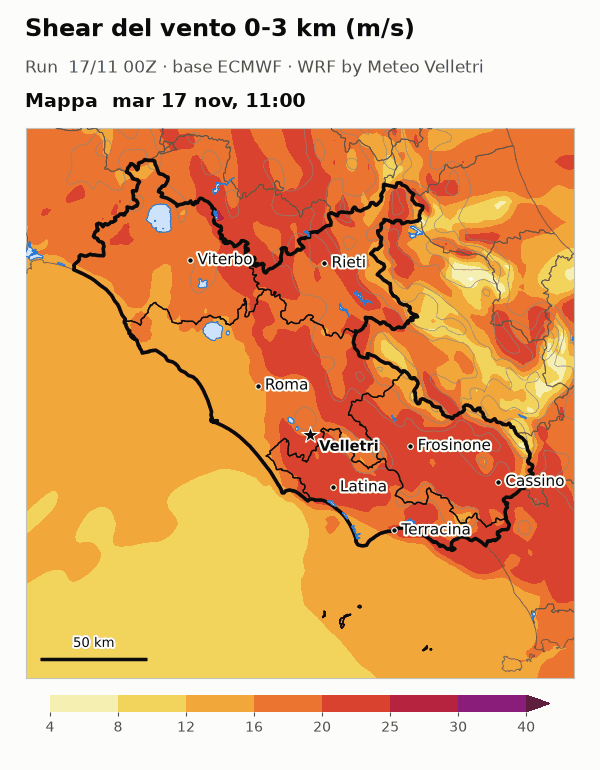 Shear del vento 0-3 km (m/s)
Run  17/11 00Z · base ECMWF · WRF by Meteo Velletri
Mappa  mar 17 nov, 11:00
Viterbo
Rieti
Roma
Velletri
Frosinone
Latina
Cassino
Terracina
50 km
4 8 12 16 20 25 30 40